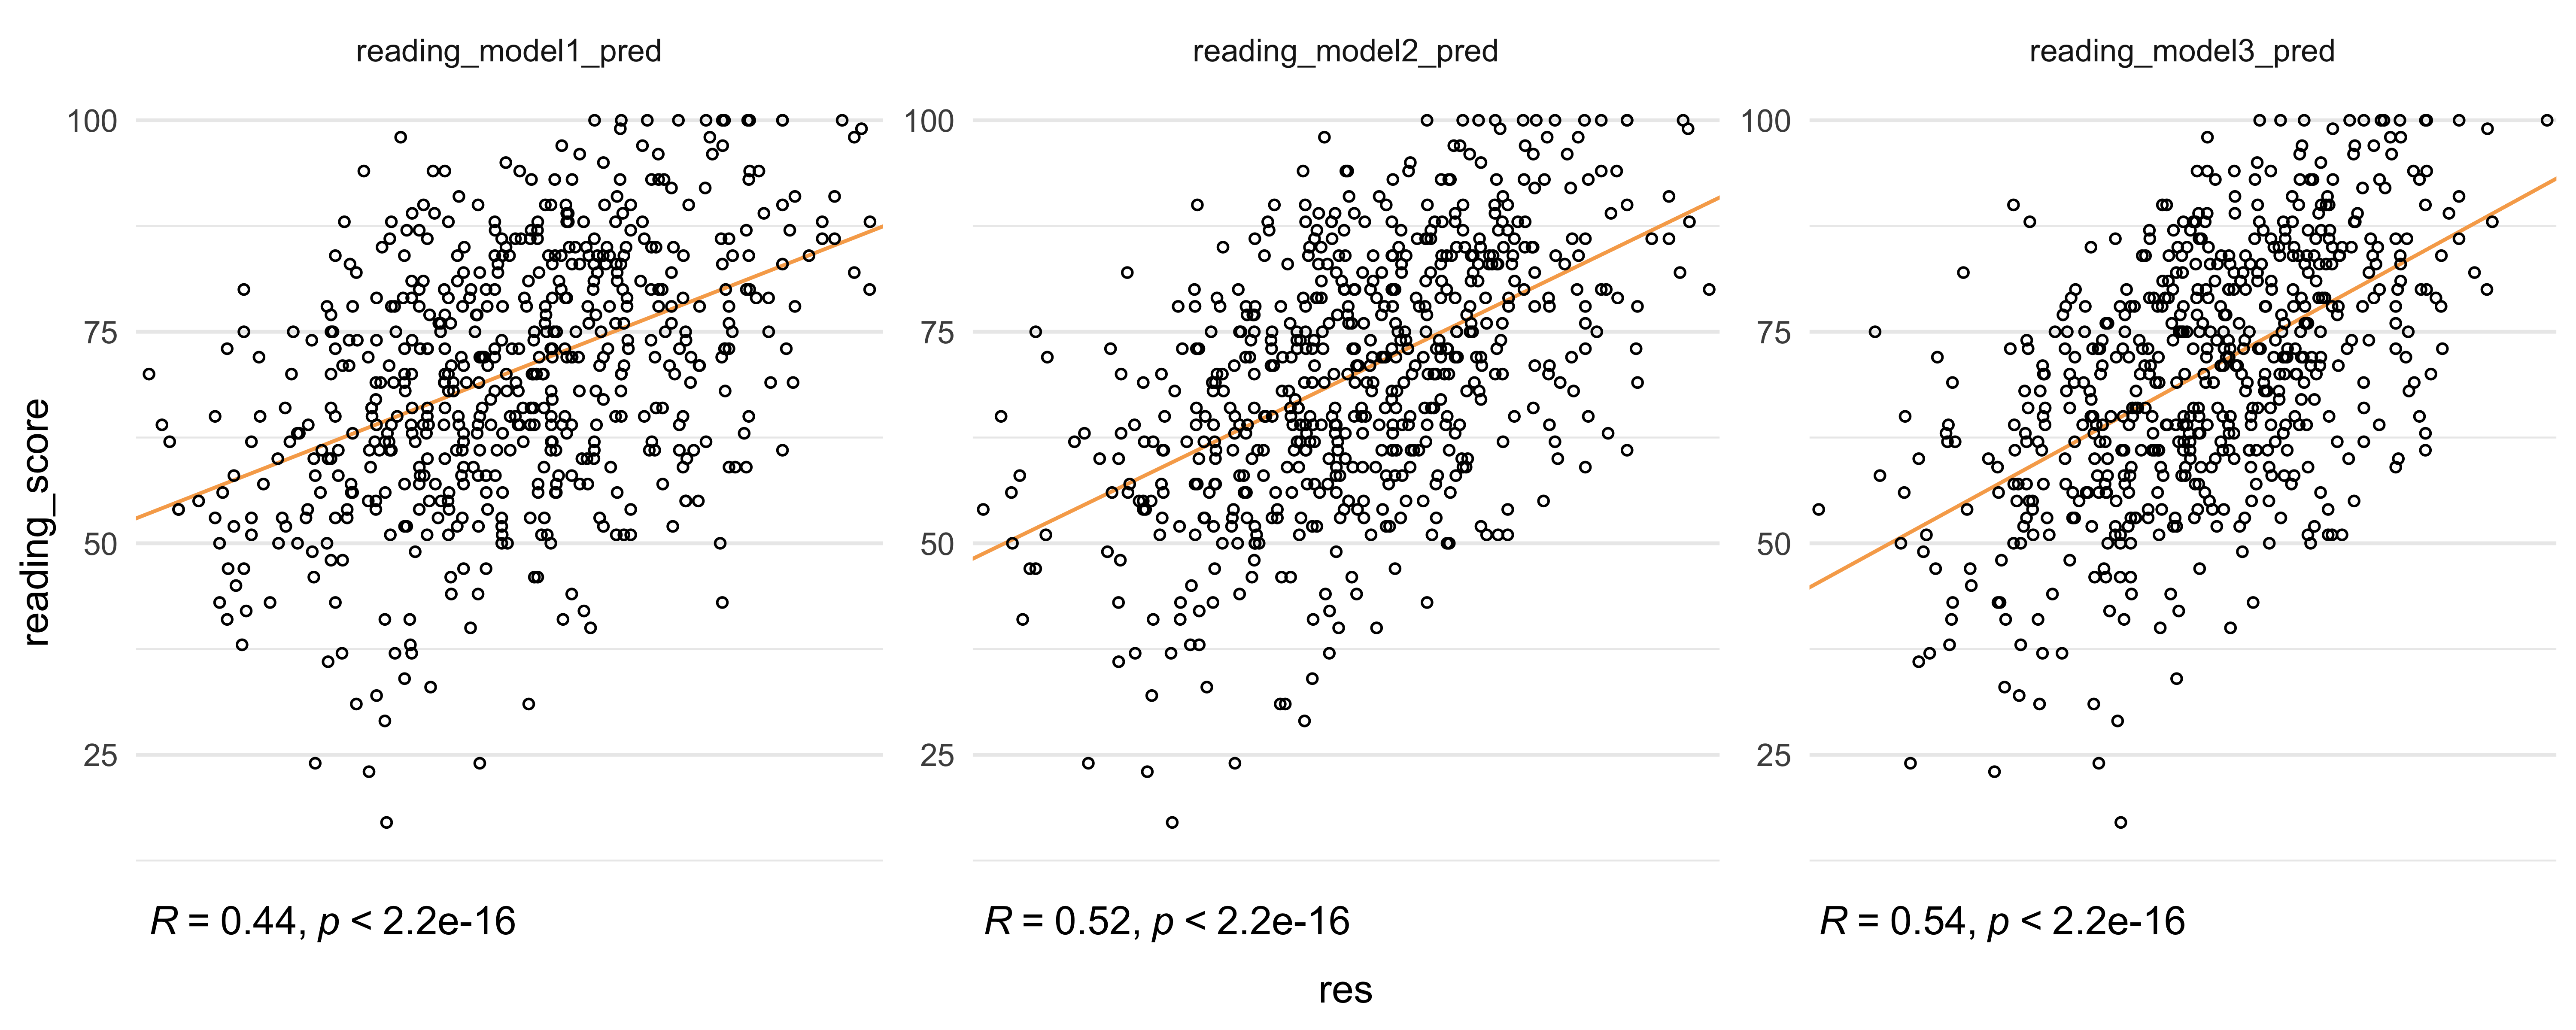 reading_model1_pred
reading_model2_pred
reading_model3_pred
reading_score
100
75
50
25
100
75
50
25
100
75
50
25
R = 0.44, p < 2.2e-16
R = 0.52, p < 2.2e-16
R = 0.54, p < 2.2e-16
res